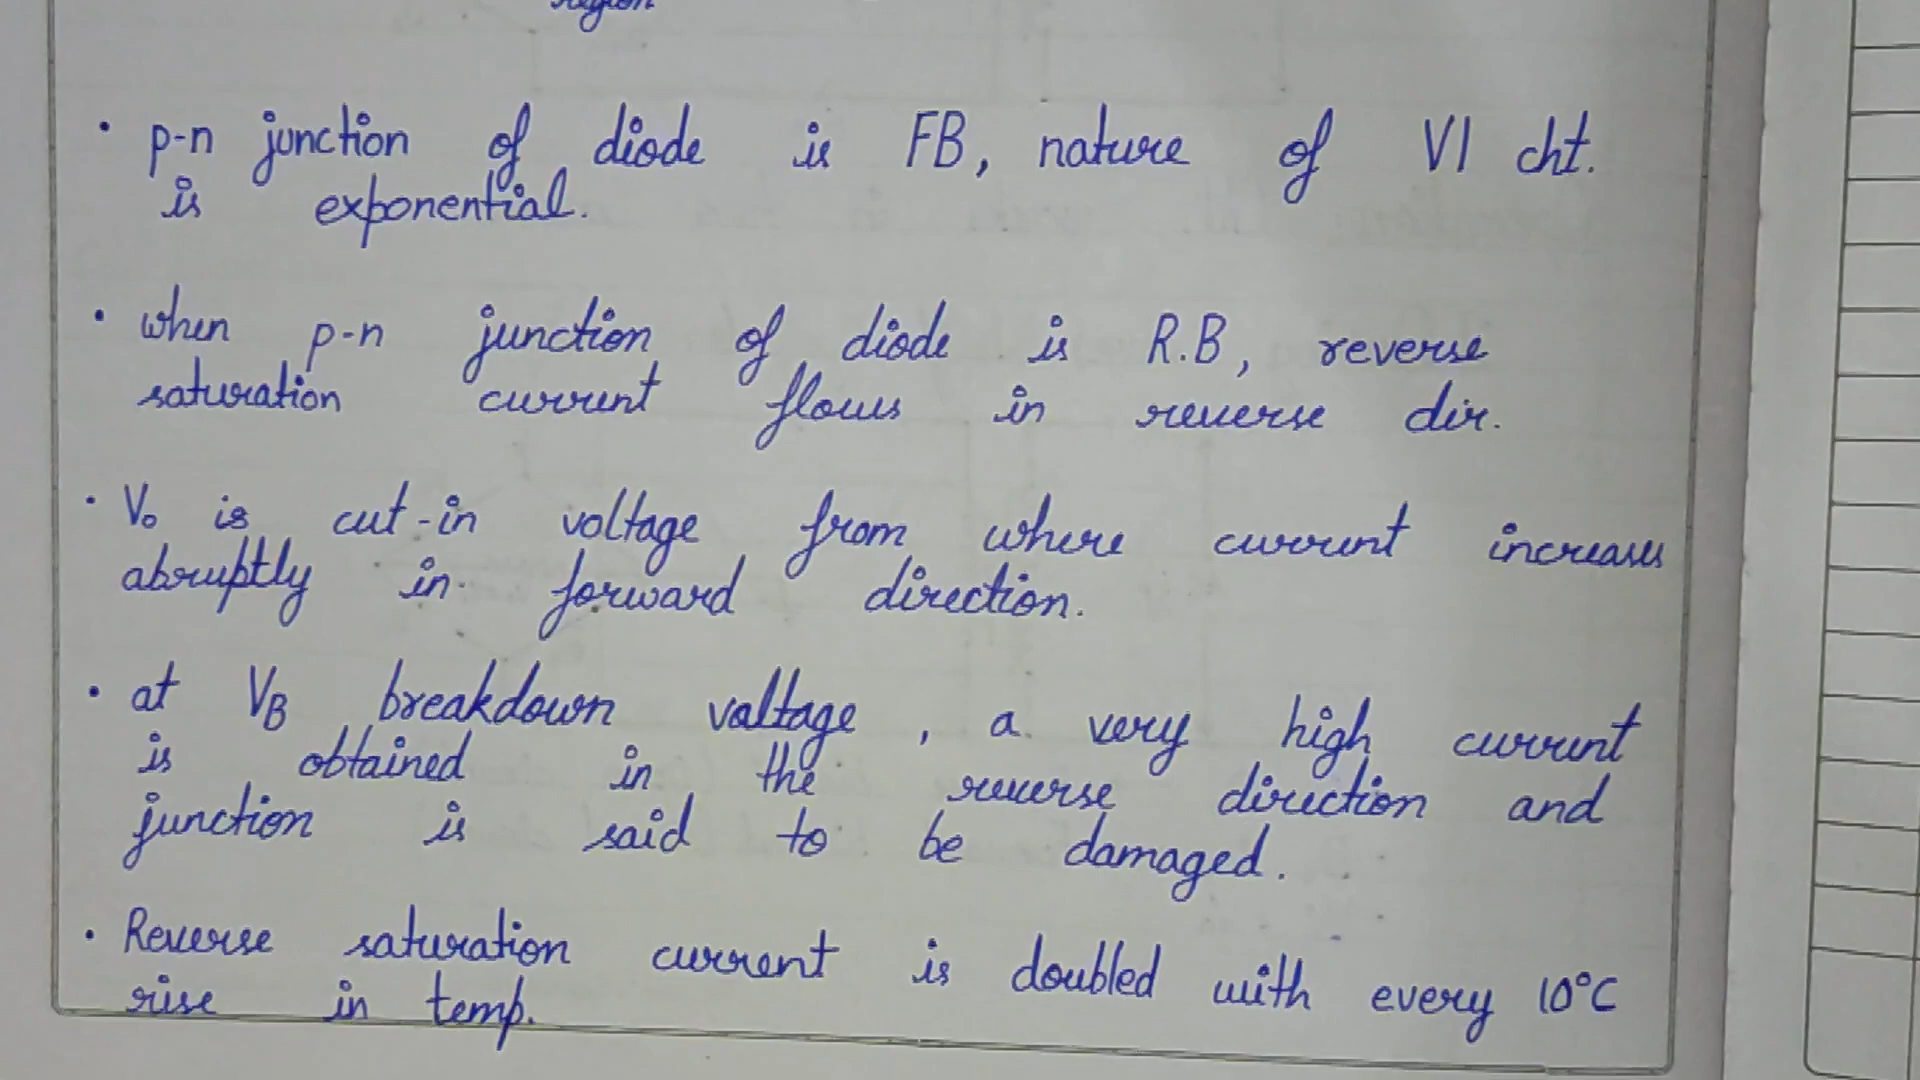 region
• p-n junction of diode is FB, nature of VI cht.
is exponential.
• when p-n junction of diode is R.B, reverse
saturation current flows in reverse dir.
• V₀ is cut-in voltage from where current increases
abruptly in forward direction.
• at V_B breakdown voltage, a very high current
is obtained in the reverse direction and
junction is said to be damaged.
• Reverse saturation current is doubled with every 10°C
rise in temp.